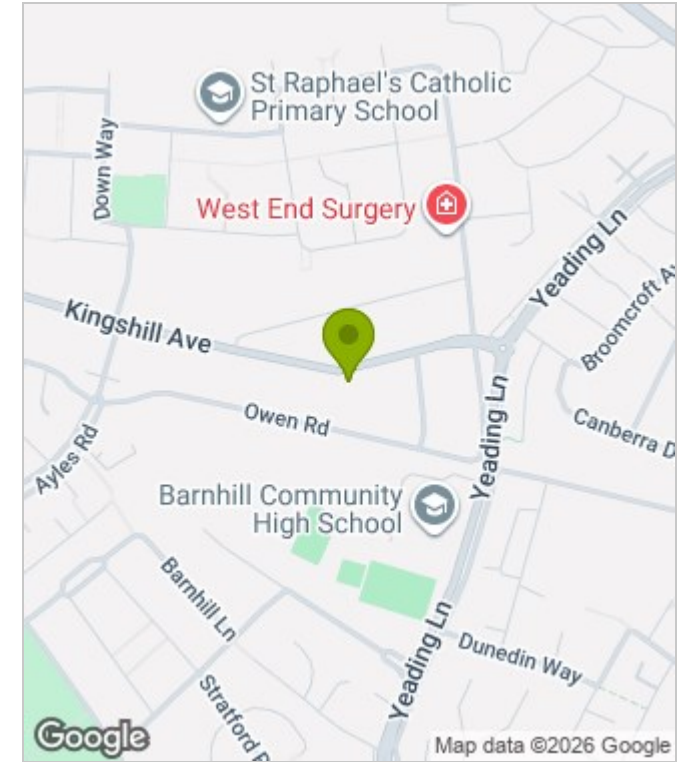 St Raphael's Catholic
Primary School
Down Way
West End Surgery
Yeading Ln
Broomcroft Av
Kingshill Ave
Owen Rd
Yeading Ln
Canberra D
Ayles Rd
Barnhill Community
High School
Barnhill Ln
Yeading Ln
Dunedin Way
Stratford R
Google
Map data ©2026 Google